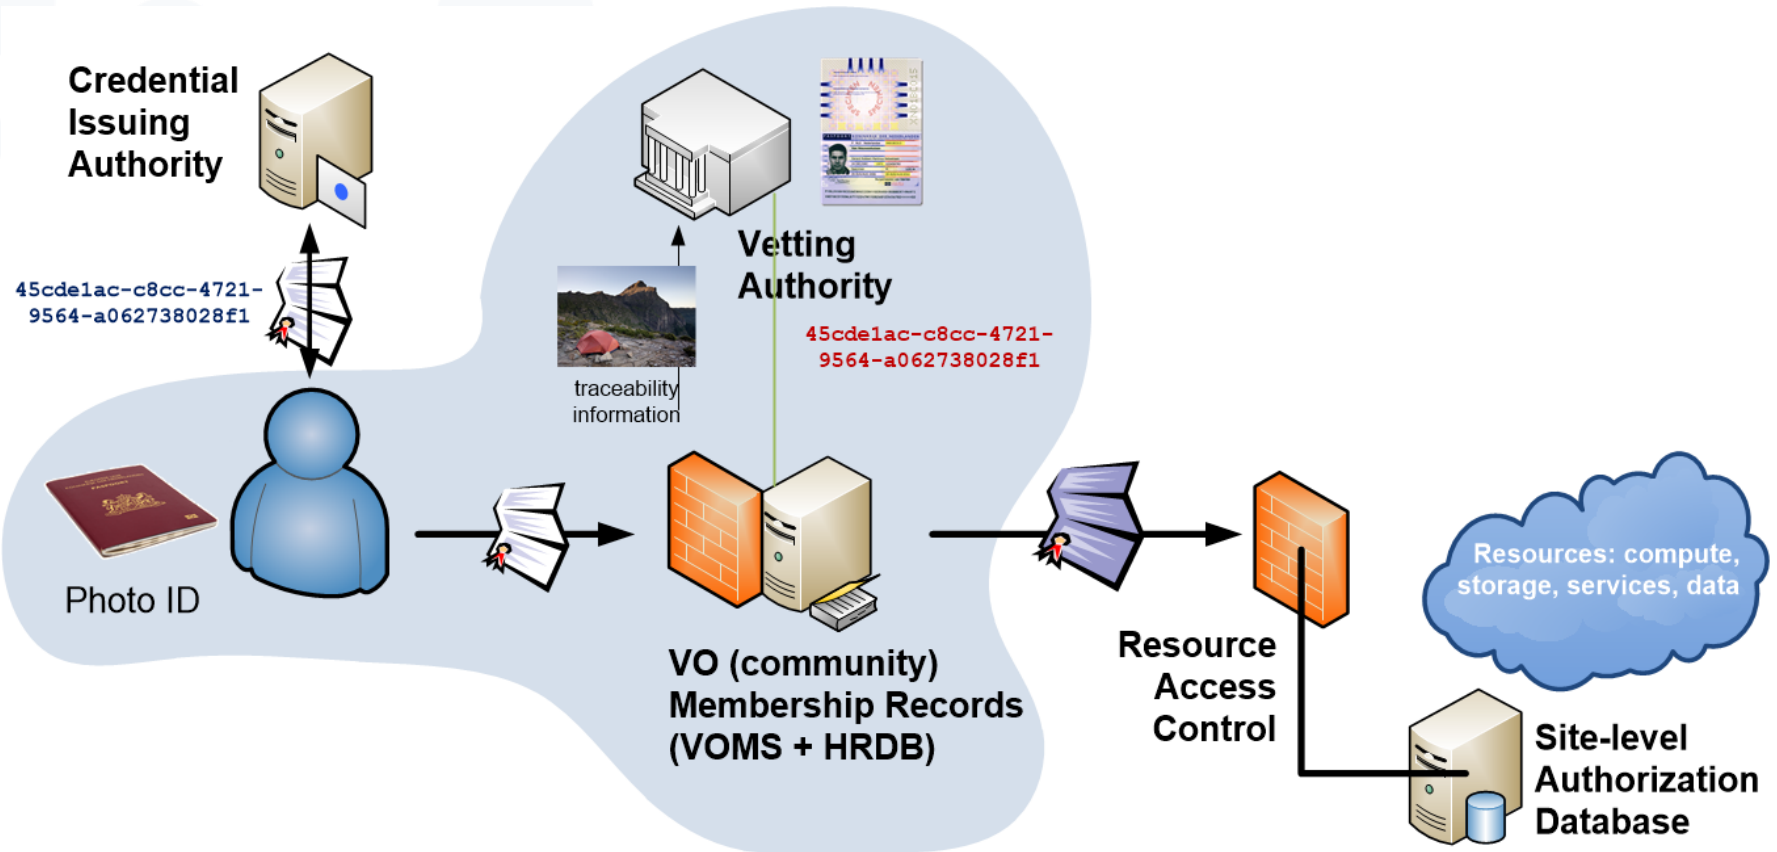 Credential
Issuing
Authority
45cde1ac-c8cc-4721-
9564-a062738028f1
Photo ID
Vetting
Authority
45cde1ac-c8cc-4721-
9564-a062738028f1
traceability
information
VO (community)
Membership Records
(VOMS + HRDB)
Resource
Access
Control
Resources: compute,
storage, services, data
Site-level
Authorization
Database